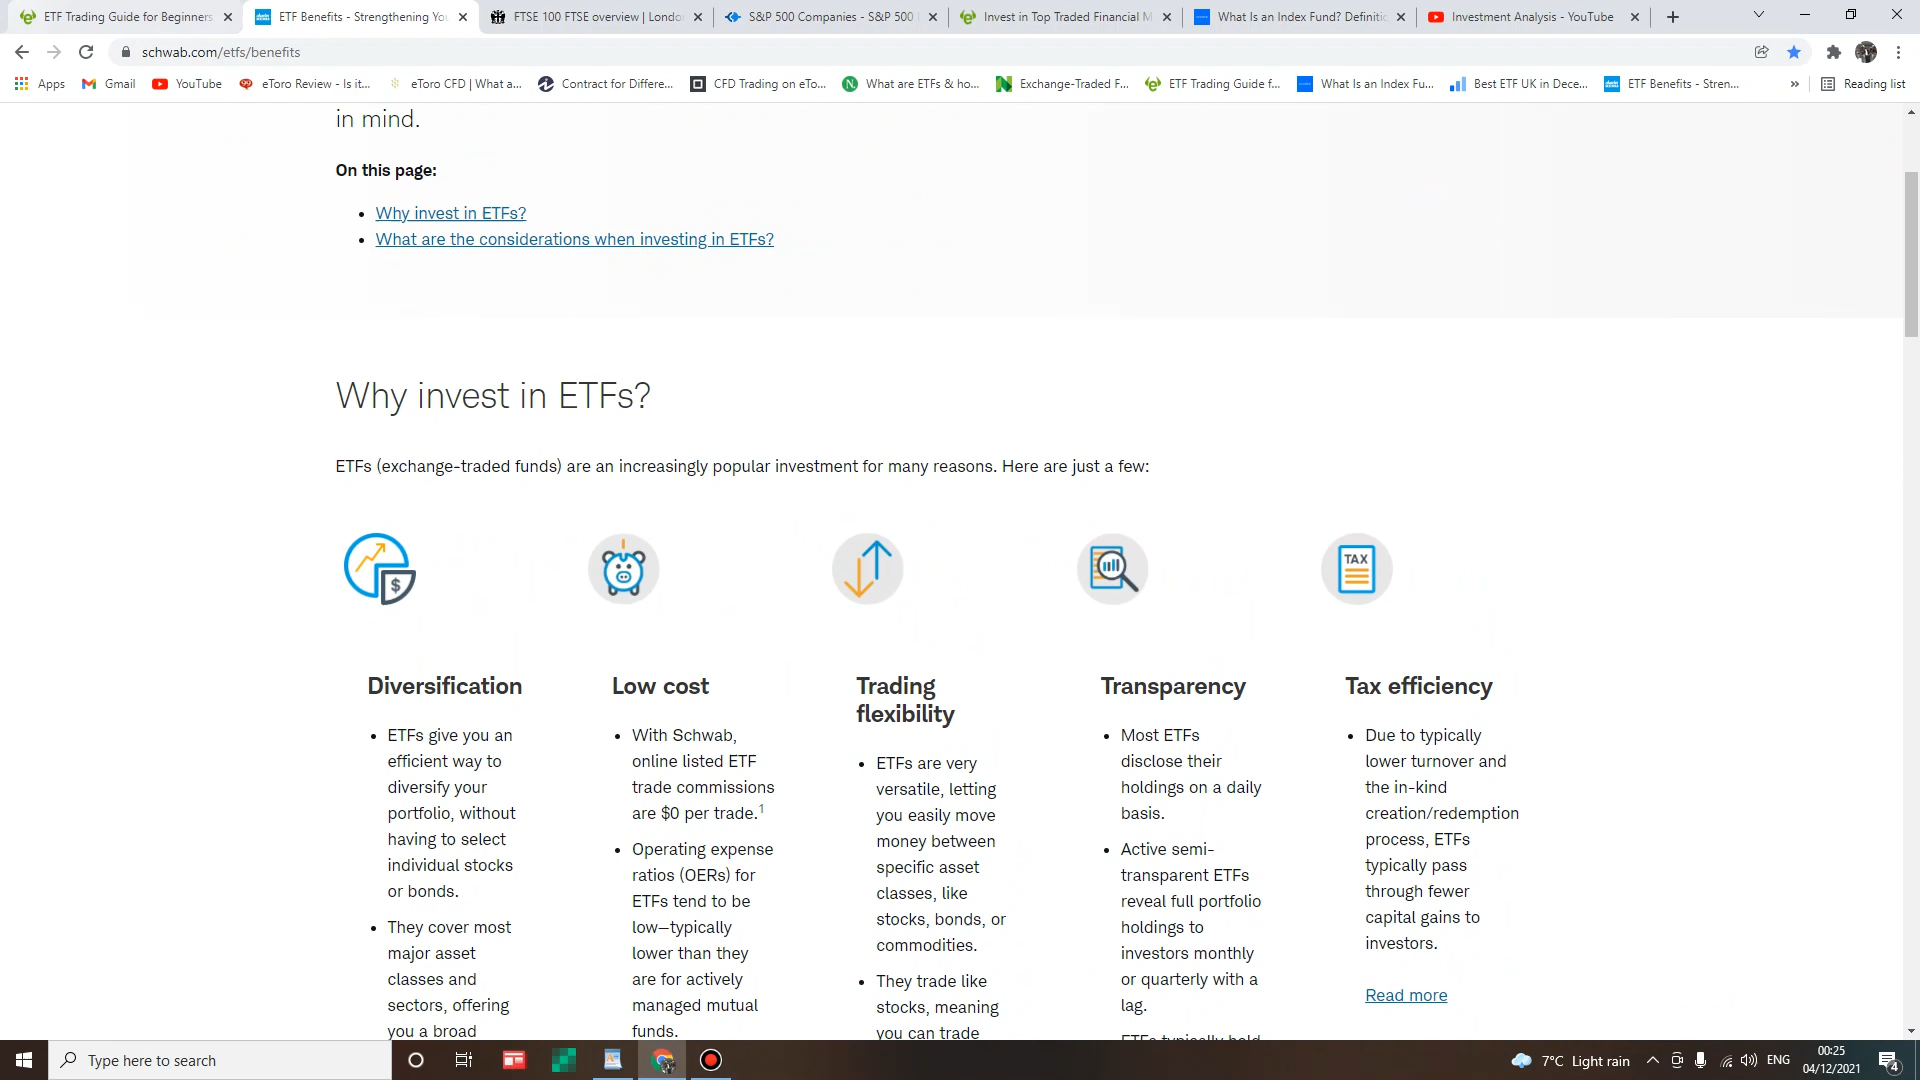 ETF Trading Guide for Beginners
ETF Benefits - Strengthening You
FTSE 100 FTSE overview | Londo
S&P 500 Companies - S&P 500
Invest in Top Traded Financial M
What Is an Index Fund? Definitio
Investment Analysis - YouTube
schwab.com/etfs/benefits
Apps
Gmail
YouTube
eToro Review - Is it...
eToro CFD | What a...
Contract for Differe...
CFD Trading on eTo...
What are ETFs & ho...
Exchange-Traded F...
ETF Trading Guide f...
What Is an Index Fu...
Best ETF UK in Dece...
ETF Benefits - Stren...
»
Reading list
in mind.
On this page:
• Why invest in ETFs?
• What are the considerations when investing in ETFs?
Why invest in ETFs?
ETFs (exchange-traded funds) are an increasingly popular investment for many reasons. Here are just a few:
$
TAX
Diversification
• ETFs give you an
efficient way to
diversify your
portfolio, without
having to select
individual stocks
or bonds.
• They cover most
major asset
classes and
sectors, offering
you a broad
Low cost
• With Schwab,
online listed ETF
trade commissions
are $0 per trade.1
• Operating expense
ratios (OERs) for
ETFs tend to be
low—typically
lower than they
are for actively
managed mutual
funds.
Trading
flexibility
• ETFs are very
versatile, letting
you easily move
money between
specific asset
classes, like
stocks, bonds, or
commodities.
• They trade like
stocks, meaning
you can trade
Transparency
• Most ETFs
disclose their
holdings on a daily
basis.
• Active semi-
transparent ETFs
reveal full portfolio
holdings to
investors monthly
or quarterly with a
lag.
ETFs typically hold
Tax efficiency
• Due to typically
lower turnover and
the in-kind
creation/redemption
process, ETFs
typically pass
through fewer
capital gains to
investors.
Read more
Type here to search
7°C Light rain
ENG
00:25
04/12/2021
4